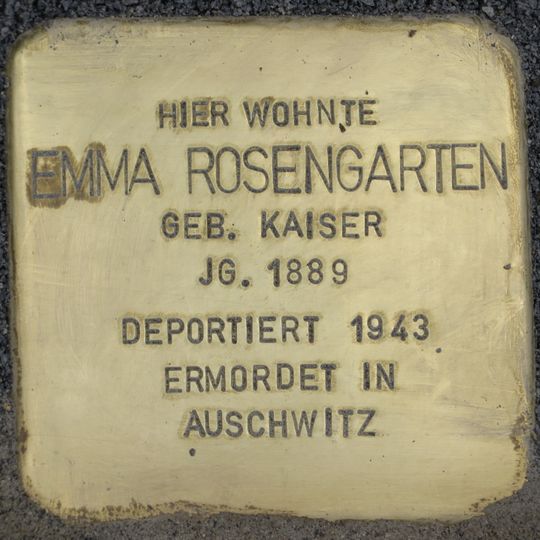 HIER WOHNTE
EMMA ROSENGARTEN
GEB. KAISER
JG. 1889
DEPORTIERT 1943
ERMORDET IN
AUSCHWITZ